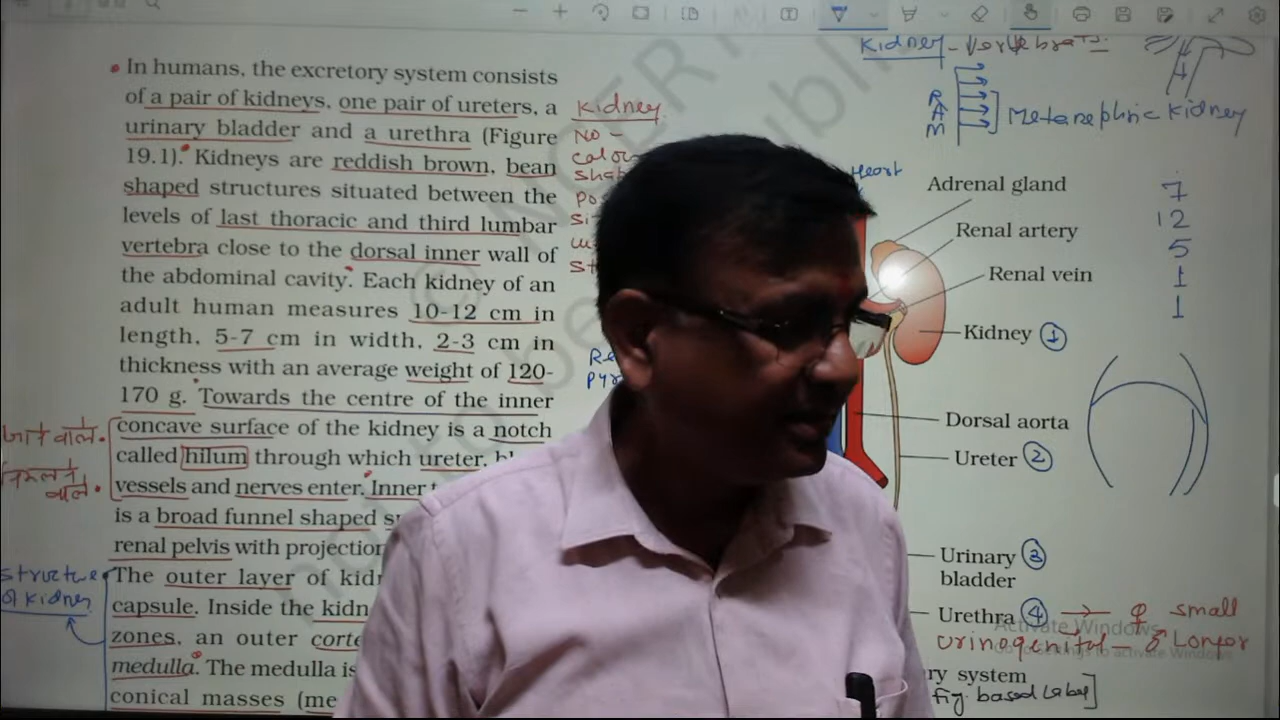 In humans, the excretory system consists
of a pair of kidneys, one pair of ureters, a
urinary bladder and a urethra (Figure
19.1). Kidneys are reddish brown, bean
shaped structures situated between the
levels of last thoracic and third lumbar
vertebra close to the dorsal inner wall of
the abdominal cavity. Each kidney of an
adult human measures 10-12 cm in
length, 5-7 cm in width, 2-3 cm in
thickness with an average weight of 120-
170 g. Towards the centre of the inner
concave surface of the kidney is a notch
called hilum through which ureter,
vessels and nerves enter. Inner
is a broad funnel shaped
renal pelvis with projection
The outer layer of
capsule. Inside the
zones, an outer
medulla. The medulla is
conical masses
structure
of kidney
Kidney
No -
Kidney - Vertebrats.
R
A
M
Metanephric Kidney
Heart
Adrenal gland
Renal artery
Renal vein
Kidney 1
Dorsal aorta
Ureter 2
Urinary 3
bladder
Urethra 4 → ♀ small
urinogenital - ♂ Longer
Activate Windows
to activate Windows.
system
Fig. based Label]
7
12
5
1
1